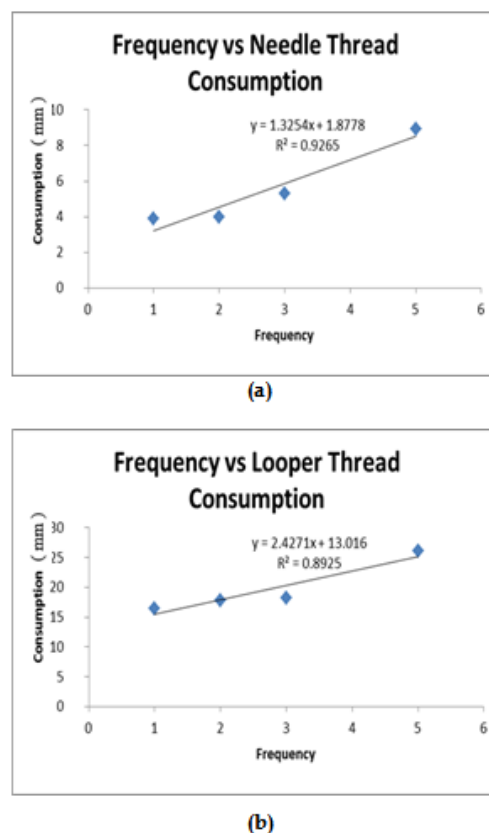 Frequency vs Needle Thread
Consumption
y = 1.3254x + 1.8778
R² = 0.9265
Consumption (mm)
10
8
6
4
2
0
0 1 2 3 4 5 6
Frequency
(a)
Frequency vs Looper Thread
Consumption
y = 2.4271x + 13.016
R² = 0.8925
Consumption (mm)
30
25
20
15
10
5
0
0 1 2 3 4 5 6
Frequency
(b)